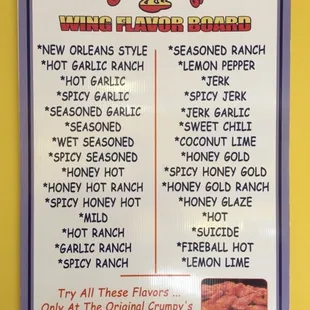 WING FLAVOR BOARD
*NEW ORLEANS STYLE
*HOT GARLIC RANCH
*HOT GARLIC
*SPICY GARLIC
*SEASONED GARLIC
*SEASONED
*WET SEASONED
*SPICY SEASONED
*HONEY HOT
*HONEY HOT RANCH
*SPICY HONEY HOT
*MILD
*HOT RANCH
*GARLIC RANCH
*SPICY RANCH
*SEASONED RANCH
*LEMON PEPPER
*JERK
*SPICY JERK
*JERK GARLIC
*SWEET CHILI
*COCONUT LIME
*HONEY GOLD
*SPICY HONEY GOLD
*HONEY GOLD RANCH
*HONEY GLAZE
*HOT
*SUICIDE
*FIREBALL HOT
*LEMON LIME
Try All These Flavors ...
Only At The Original Crumpy's